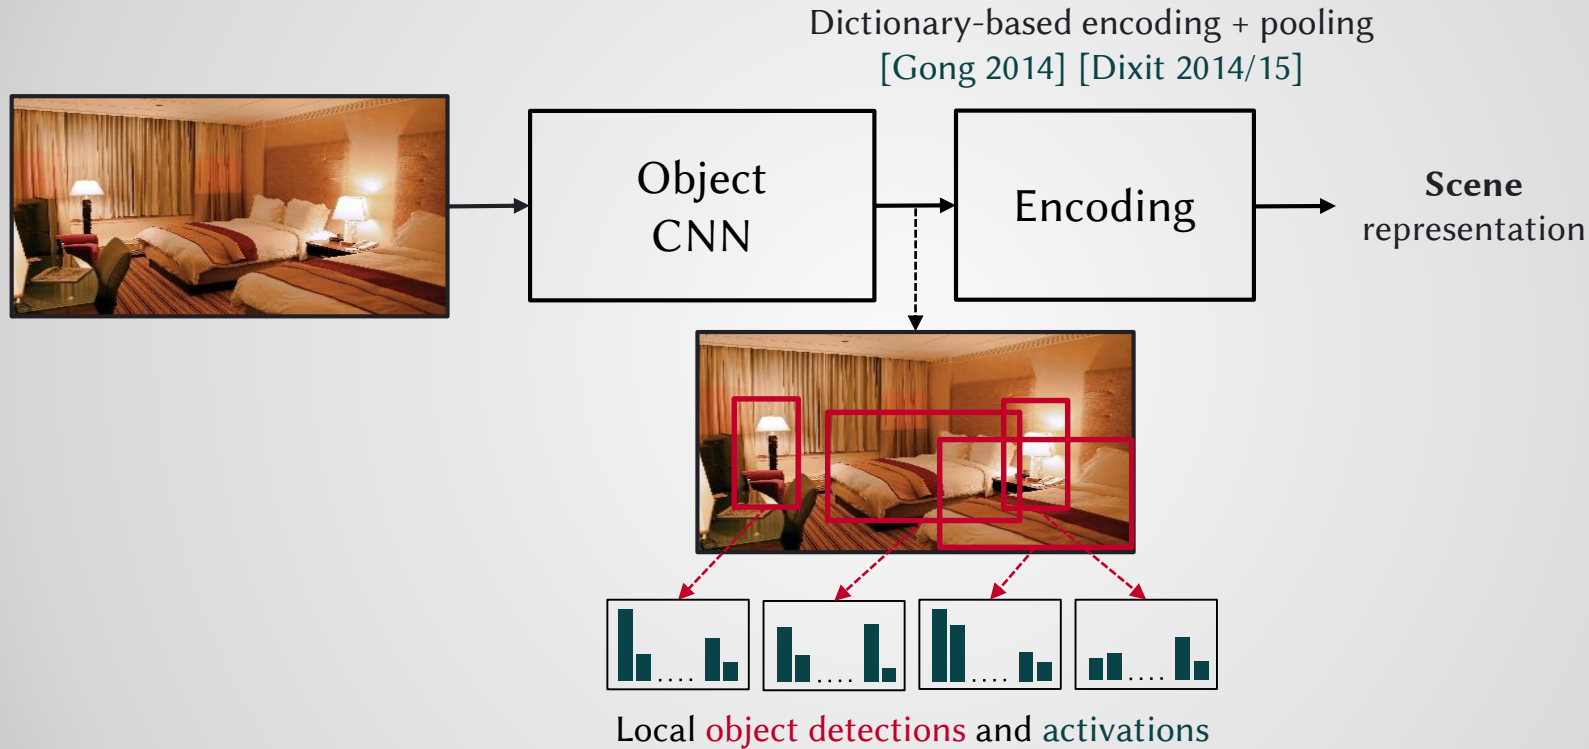 Dictionary-based encoding + pooling
[Gong 2014] [Dixit 2014/15]
Object
CNN
Encoding
Scene
representation
. . . .
. . . .
. . . .
. . . .
Local object detections and activations